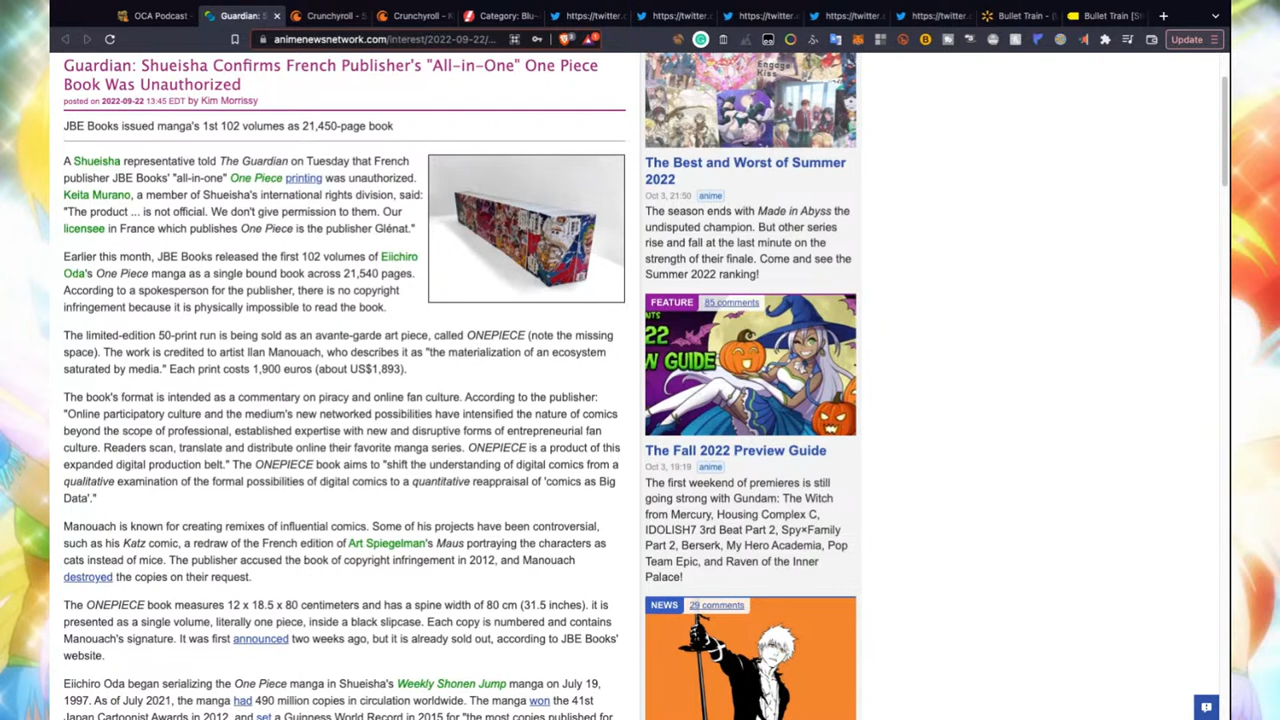 OCA Podcast
Guardian: S
Crunchyroll - S
Crunchyroll - K
Category: Blu-
https://twitter.c
https://twitter.c
https://twitter.c
https://twitter.c
https://twitter.c
Bullet Train - (
Bullet Train [St
animenewsnetwork.com/interest/2022-09-22/...
Update
Guardian: Shueisha Confirms French Publisher's "All-in-One" One Piece
Book Was Unauthorized
posted on 2022-09-22 13:45 EDT by Kim Morrissy
JBE Books issued manga's 1st 102 volumes as 21,450-page book
A Shueisha representative told The Guardian on Tuesday that French
publisher JBE Books' "all-in-one" One Piece printing was unauthorized.
Keita Murano, a member of Shueisha's international rights division, said:
"The product ... is not official. We don't give permission to them. Our
licensee in France which publishes One Piece is the publisher Glénat."
Earlier this month, JBE Books released the first 102 volumes of Eiichiro
Oda's One Piece manga as a single bound book across 21,540 pages.
According to a spokesperson for the publisher, there is no copyright
infringement because it is physically impossible to read the book.
The limited-edition 50-print run is being sold as an avante-garde art piece, called ONEPIECE (note the missing
space). The work is credited to artist Ilan Manouach, who describes it as "the materialization of an ecosystem
saturated by media." Each print costs 1,900 euros (about US$1,893).
The book's format is intended as a commentary on piracy and online fan culture. According to the publisher:
"Online participatory culture and the medium's new networked possibilities have intensified the nature of comics
beyond the scope of professional, established expertise with new and disruptive forms of entrepreneurial fan
culture. Readers scan, translate and distribute online their favorite manga series. ONEPIECE is a product of this
expanded digital production belt." The ONEPIECE book aims to "shift the understanding of digital comics from a
qualitative examination of the formal possibilities of digital comics to a quantitative reappraisal of 'comics as Big
Data'."
Manouach is known for creating remixes of influential comics. Some of his projects have been controversial,
such as his Katz comic, a redraw of the French edition of Art Spiegelman's Maus portraying the characters as
cats instead of mice. The publisher accused the book of copyright infringement in 2012, and Manouach
destroyed the copies on their request.
The ONEPIECE book measures 12 x 18.5 x 80 centimeters and has a spine width of 80 cm (31.5 inches). it is
presented as a single volume, literally one piece, inside a black slipcase. Each copy is numbered and contains
Manouach's signature. It was first announced two weeks ago, but it is already sold out, according to JBE Books'
website.
Eiichiro Oda began serializing the One Piece manga in Shueisha's Weekly Shonen Jump manga on July 19,
1997. As of July 2021, the manga had 490 million copies in circulation worldwide. The manga won the 41st
Japan Cartoonist Awards in 2012, and set a Guinness World Record in 2015 for "the most copies published for
Engage
Kiss
The Best and Worst of Summer
2022
Oct 3, 21:50 anime
The season ends with Made in Abyss the
undisputed champion. But other series
rise and fall at the last minute on the
strength of their finale. Come and see the
Summer 2022 ranking!
FEATURE 85 comments
The Fall 2022 Preview Guide
Oct 3, 19:19 anime
The first weekend of premieres is still
going strong with Gundam: The Witch
from Mercury, Housing Complex C,
IDOLISH7 3rd Beat Part 2, Spy×Family
Part 2, Berserk, My Hero Academia, Pop
Team Epic, and Raven of the Inner
Palace!
NEWS 29 comments